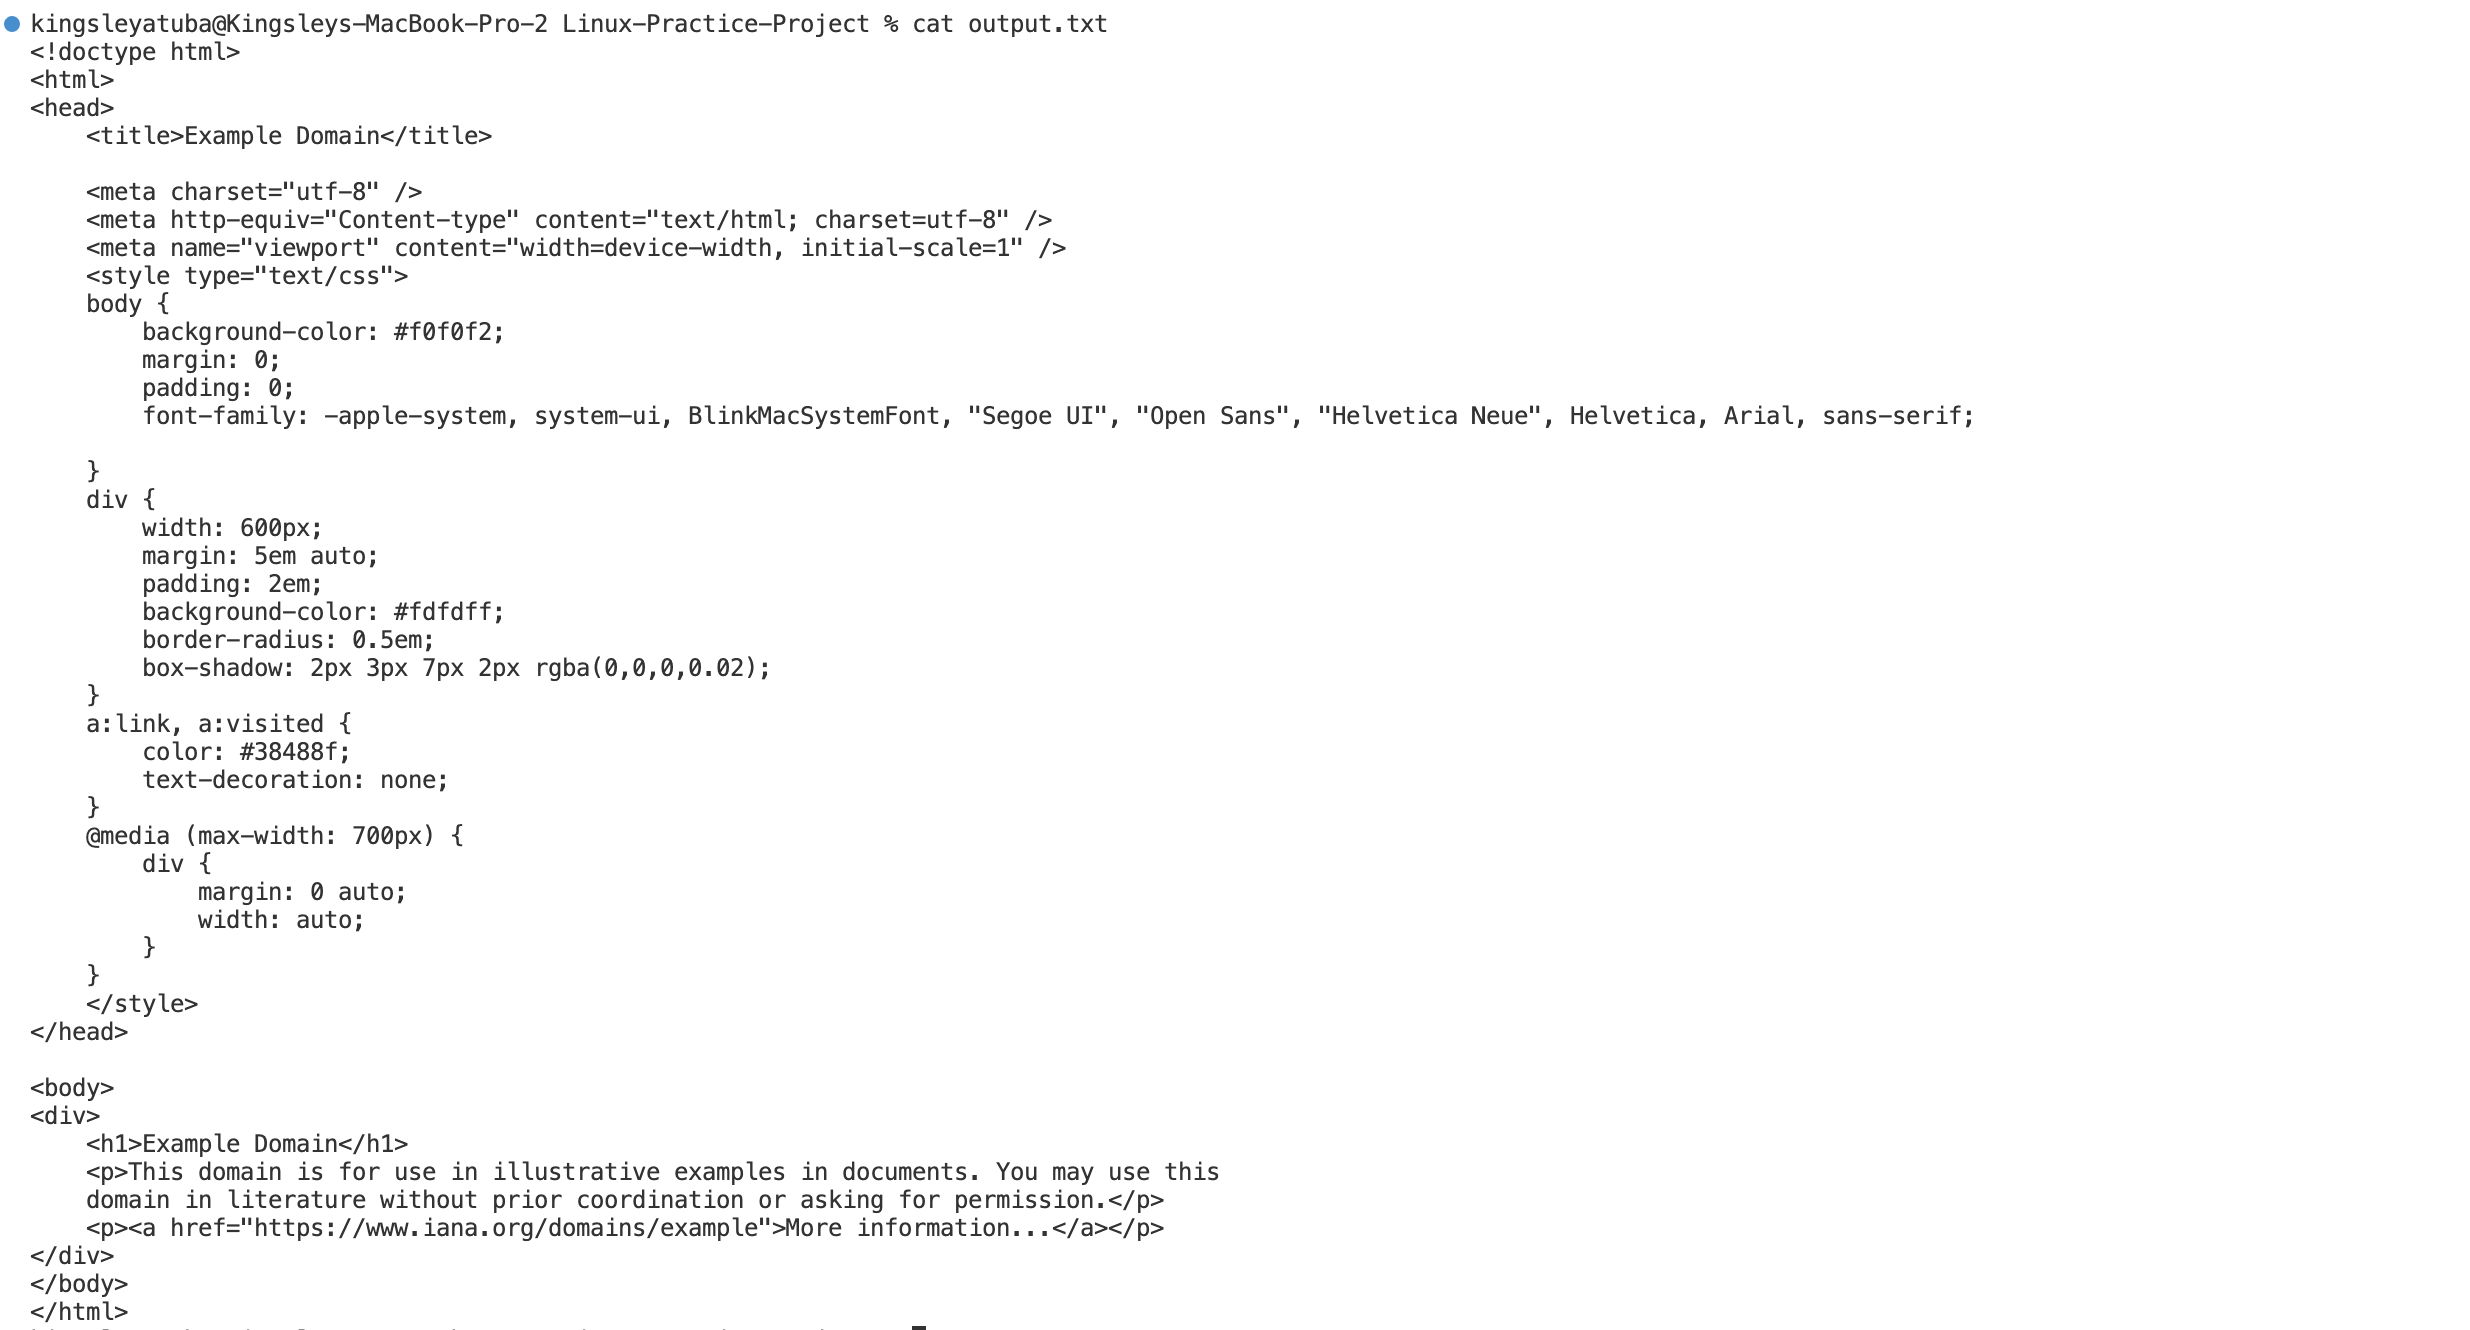 kingsleyatuba@Kingsleys-MacBook-Pro-2 Linux-Practice-Project % cat output.txt
<!doctype html>
<html>
<head>
    <title>Example Domain</title>

    <meta charset="utf-8" />
    <meta http-equiv="Content-type" content="text/html; charset=utf-8" />
    <meta name="viewport" content="width=device-width, initial-scale=1" />
    <style type="text/css">
    body {
        background-color: #f0f0f2;
        margin: 0;
        padding: 0;
        font-family: -apple-system, system-ui, BlinkMacSystemFont, "Segoe UI", "Open Sans", "Helvetica Neue", Helvetica, Arial, sans-serif;

    }
    div {
        width: 600px;
        margin: 5em auto;
        padding: 2em;
        background-color: #fdfdff;
        border-radius: 0.5em;
        box-shadow: 2px 3px 7px 2px rgba(0,0,0,0.02);
    }
    a:link, a:visited {
        color: #38488f;
        text-decoration: none;
    }
    @media (max-width: 700px) {
        div {
            margin: 0 auto;
            width: auto;
        }
    }
    </style>
</head>

<body>
<div>
    <h1>Example Domain</h1>
    <p>This domain is for use in illustrative examples in documents. You may use this
    domain in literature without prior coordination or asking for permission.</p>
    <p><a href="https://www.iana.org/domains/example">More information...</a></p>
</div>
</body>
</html>